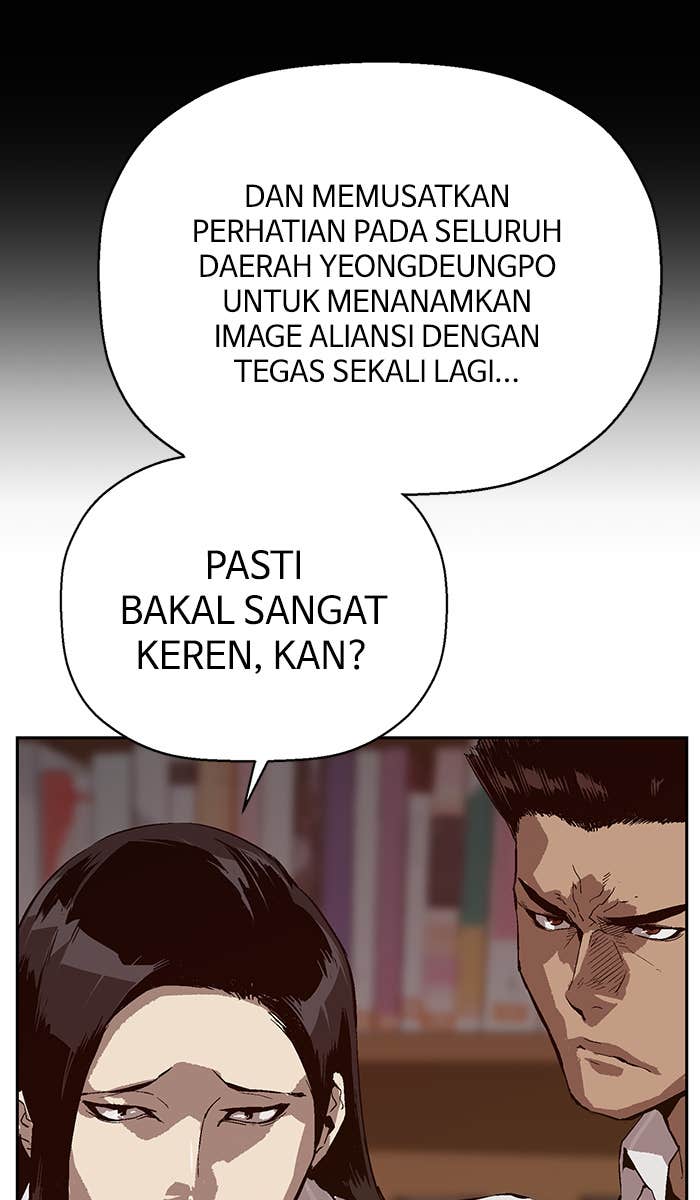 DAN MEMUSATKAN
PERHATIAN PADA SELURUH
DAERAH YEONGDEUNGPO
UNTUK MENANAMKAN
IMAGE ALIANSI DENGAN
TEGAS SEKALI LAGI...
PASTI
BAKAL SANGAT
KEREN, KAN?